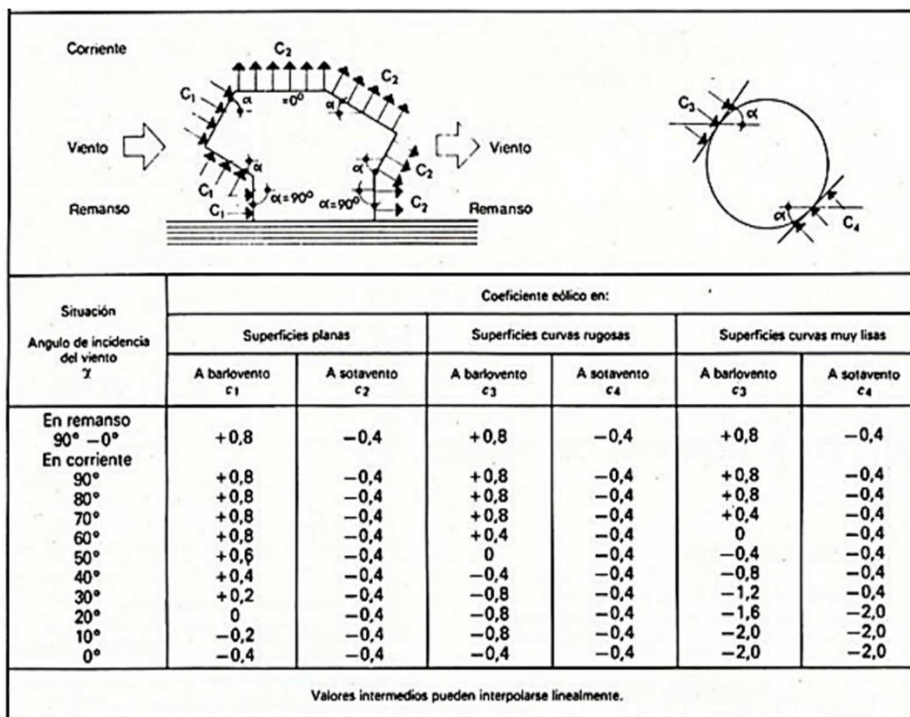 Corriente
C2
C2
C1
α
=0°
α
C3
α
Viento
Viento
α
α
C1
C2
α=90°
α=90°
Remanso
C1
C2
Remanso
α
C4
Situación
Angulo de incidencia
del viento
Coeficiente eólico en:
Superficies planas
Superficies curvas rugosas
Superficies curvas muy lisas
A barlovento
c1
A sotavento
c2
A barlovento
c3
A sotavento
c4
A barlovento
c3
A sotavento
c4
En remanso
90° −0° +0,8 −0,4 +0,8 −0,4 +0,8 −0,4
En corriente
90° +0,8 −0,4 +0,8 −0,4 +0,8 −0,4
80° +0,8 −0,4 +0,8 −0,4 +0,8 −0,4
70° +0,8 −0,4 +0,8 −0,4 +0,4 −0,4
60° +0,8 −0,4 +0,4 −0,4 0 −0,4
50° +0,6 −0,4 0 −0,4 −0,4 −0,4
40° +0,4 −0,4 −0,4 −0,4 −0,8 −0,4
30° +0,2 −0,4 −0,8 −0,4 −1,2 −0,4
20° 0 −0,4 −0,8 −0,4 −1,6 −2,0
10° −0,2 −0,4 −0,8 −0,4 −2,0 −2,0
0° −0,4 −0,4 −0,4 −0,4 −2,0 −2,0
Valores intermedios pueden interpolarse linealmente.